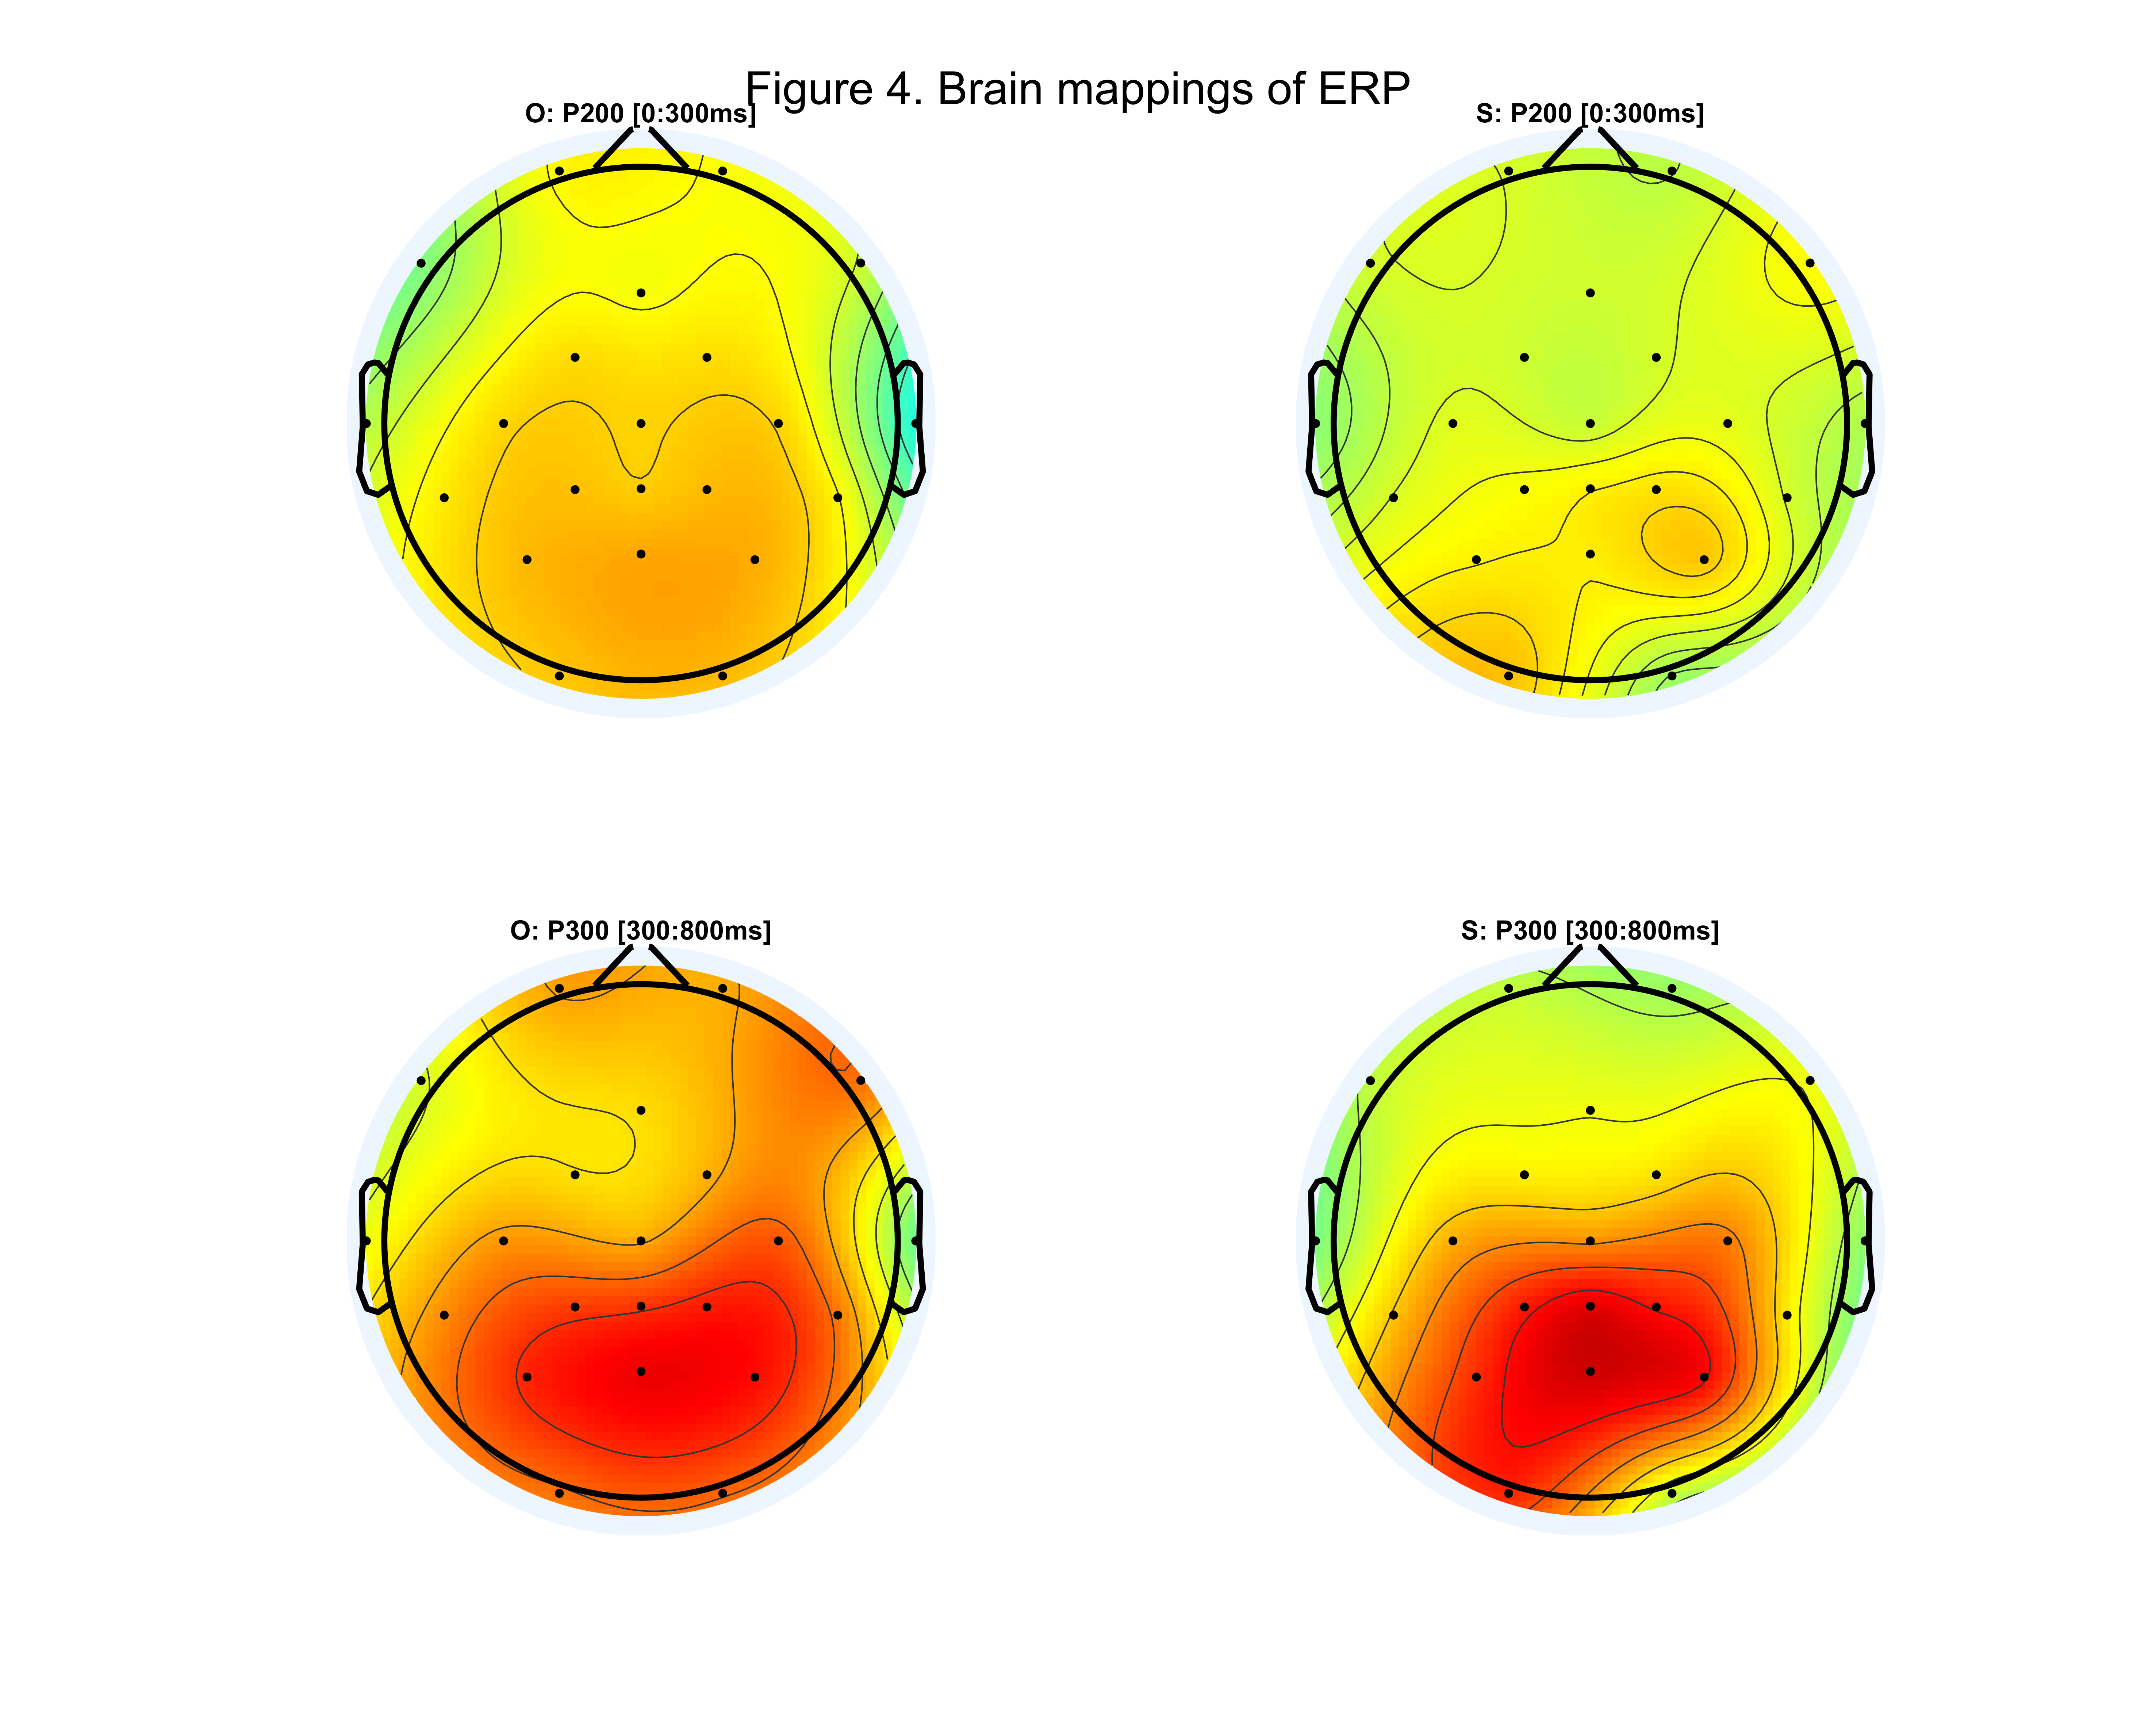 Figure 4. Brain mappings of ERP
O: P200 [0:300ms]
S: P200 [0:300ms]
O: P300 [300:800ms]
S: P300 [300:800ms]